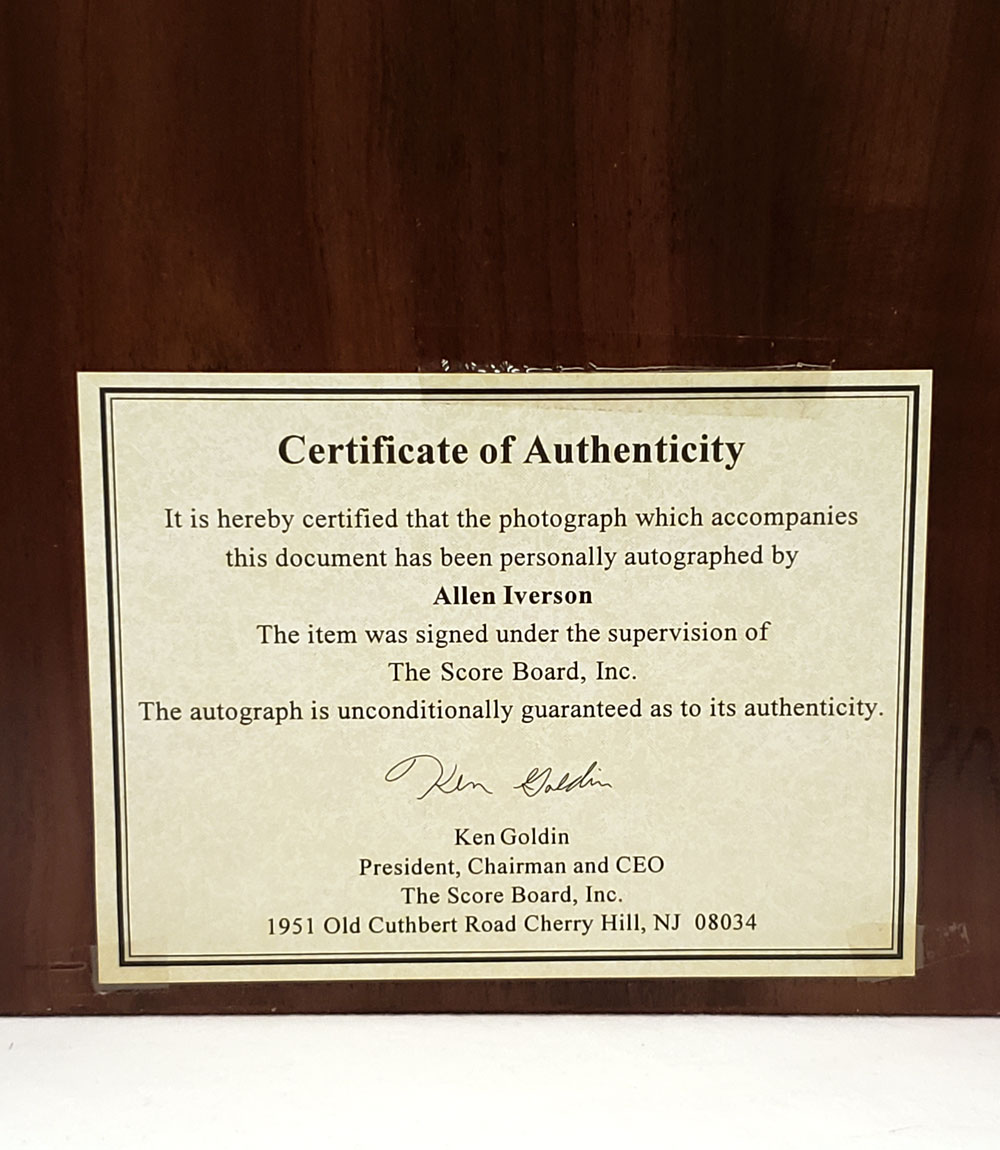 Certificate of Authenticity
It is hereby certified that the photograph which accompanies
this document has been personally autographed by
Allen Iverson
The item was signed under the supervision of
The Score Board, Inc.
The autograph is unconditionally guaranteed as to its authenticity.
Ken Goldin
Ken Goldin
President, Chairman and CEO
The Score Board, Inc.
1951 Old Cuthbert Road Cherry Hill, NJ 08034